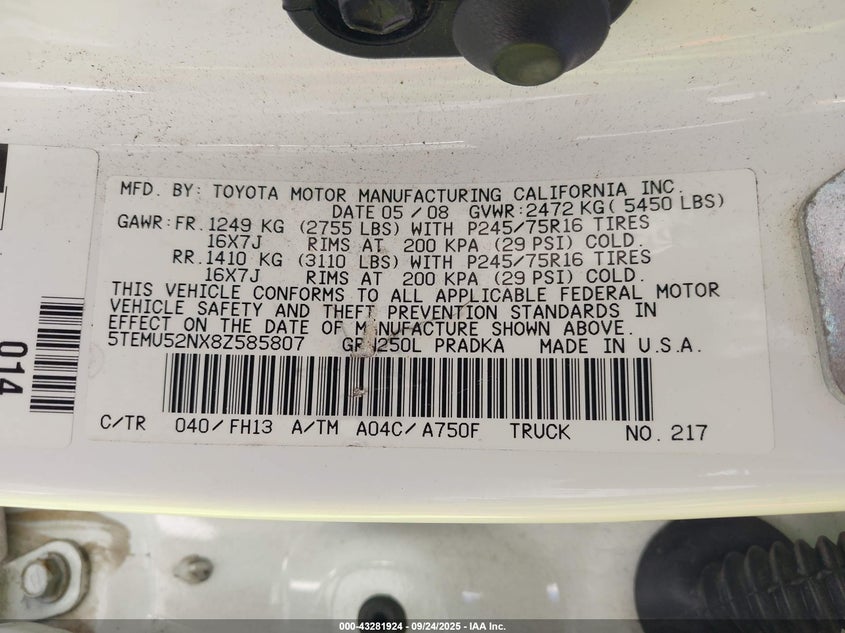 MFD. BY: TOYOTA MOTOR MANUFACTURING CALIFORNIA INC.
DATE 05 / 08 GVWR: 2472 KG ( 5450 LBS)
GAWR: FR. 1249 KG (2755 LBS) WITH P245/75R16 TIRES
16X7J RIMS AT 200 KPA (29 PSI) COLD.
RR. 1410 KG (3110 LBS) WITH P245/75R16 TIRES
16X7J RIMS AT 200 KPA (29 PSI) COLD.
THIS VEHICLE CONFORMS TO ALL APPLICABLE FEDERAL MOTOR
VEHICLE SAFETY AND THEFT PREVENTION STANDARDS IN
EFFECT ON THE DATE OF MANUFACTURE SHOWN ABOVE.
5TEMU52NX8Z585807 GRN250L PRADKA MADE IN U.S.A.
C/TR 040/FH13 A/TM A04C/A750F TRUCK NO. 217
014
000-43281924 - 09/24/2025 - IAA Inc.